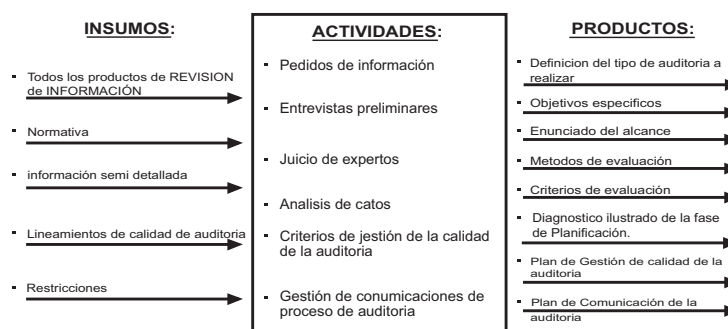 INSUMOS:
Todos los productos de REVISION
de INFORMACIÓN
Normativa
información semi detallada
Lineamientos de calidad de auditoria
Restricciones
ACTIVIDADES:
Pedidos de información
Entrevistas preliminares
Juicio de expertos
Analisis de catos
Criterios de jestión de la calidad
de la auditoria
Gestión de conumicaciones de
proceso de auditoria
PRODUCTOS:
Definicion del tipo de auditoria a
realizar
Objetivos especificos
Enunciado del alcance
Metodos de evaluación
Criterios de evaluación
Diagnostico ilustrado de la fase
de Planificación.
Plan de Gestión de calidad de la
auditoria
Plan de Comunicación de la
auditoria